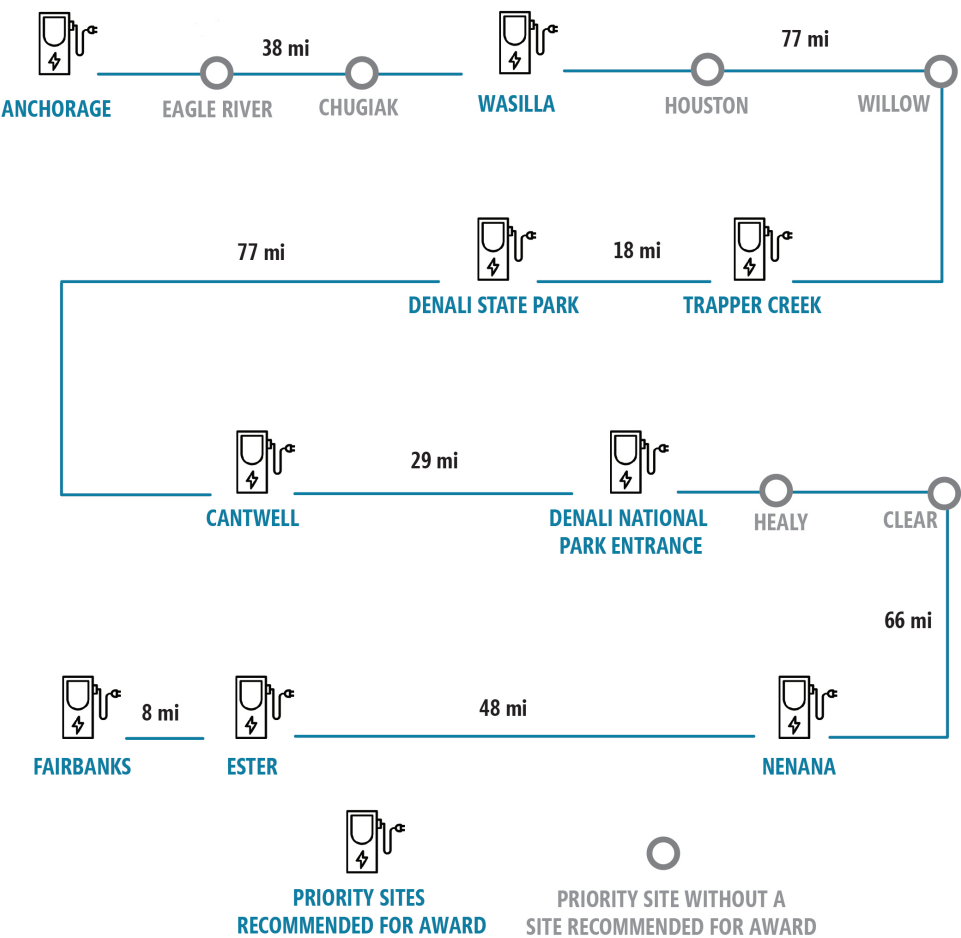 38 mi
77 mi
ANCHORAGE
EAGLE RIVER
CHUGIAK
WASILLA
HOUSTON
WILLOW
77 mi
18 mi
DENALI STATE PARK
TRAPPER CREEK
29 mi
CANTWELL
DENALI NATIONAL
PARK ENTRANCE
HEALY
CLEAR
66 mi
8 mi
48 mi
FAIRBANKS
ESTER
NENANA
PRIORITY SITES
RECOMMENDED FOR AWARD
PRIORITY SITE WITHOUT A
SITE RECOMMENDED FOR AWARD